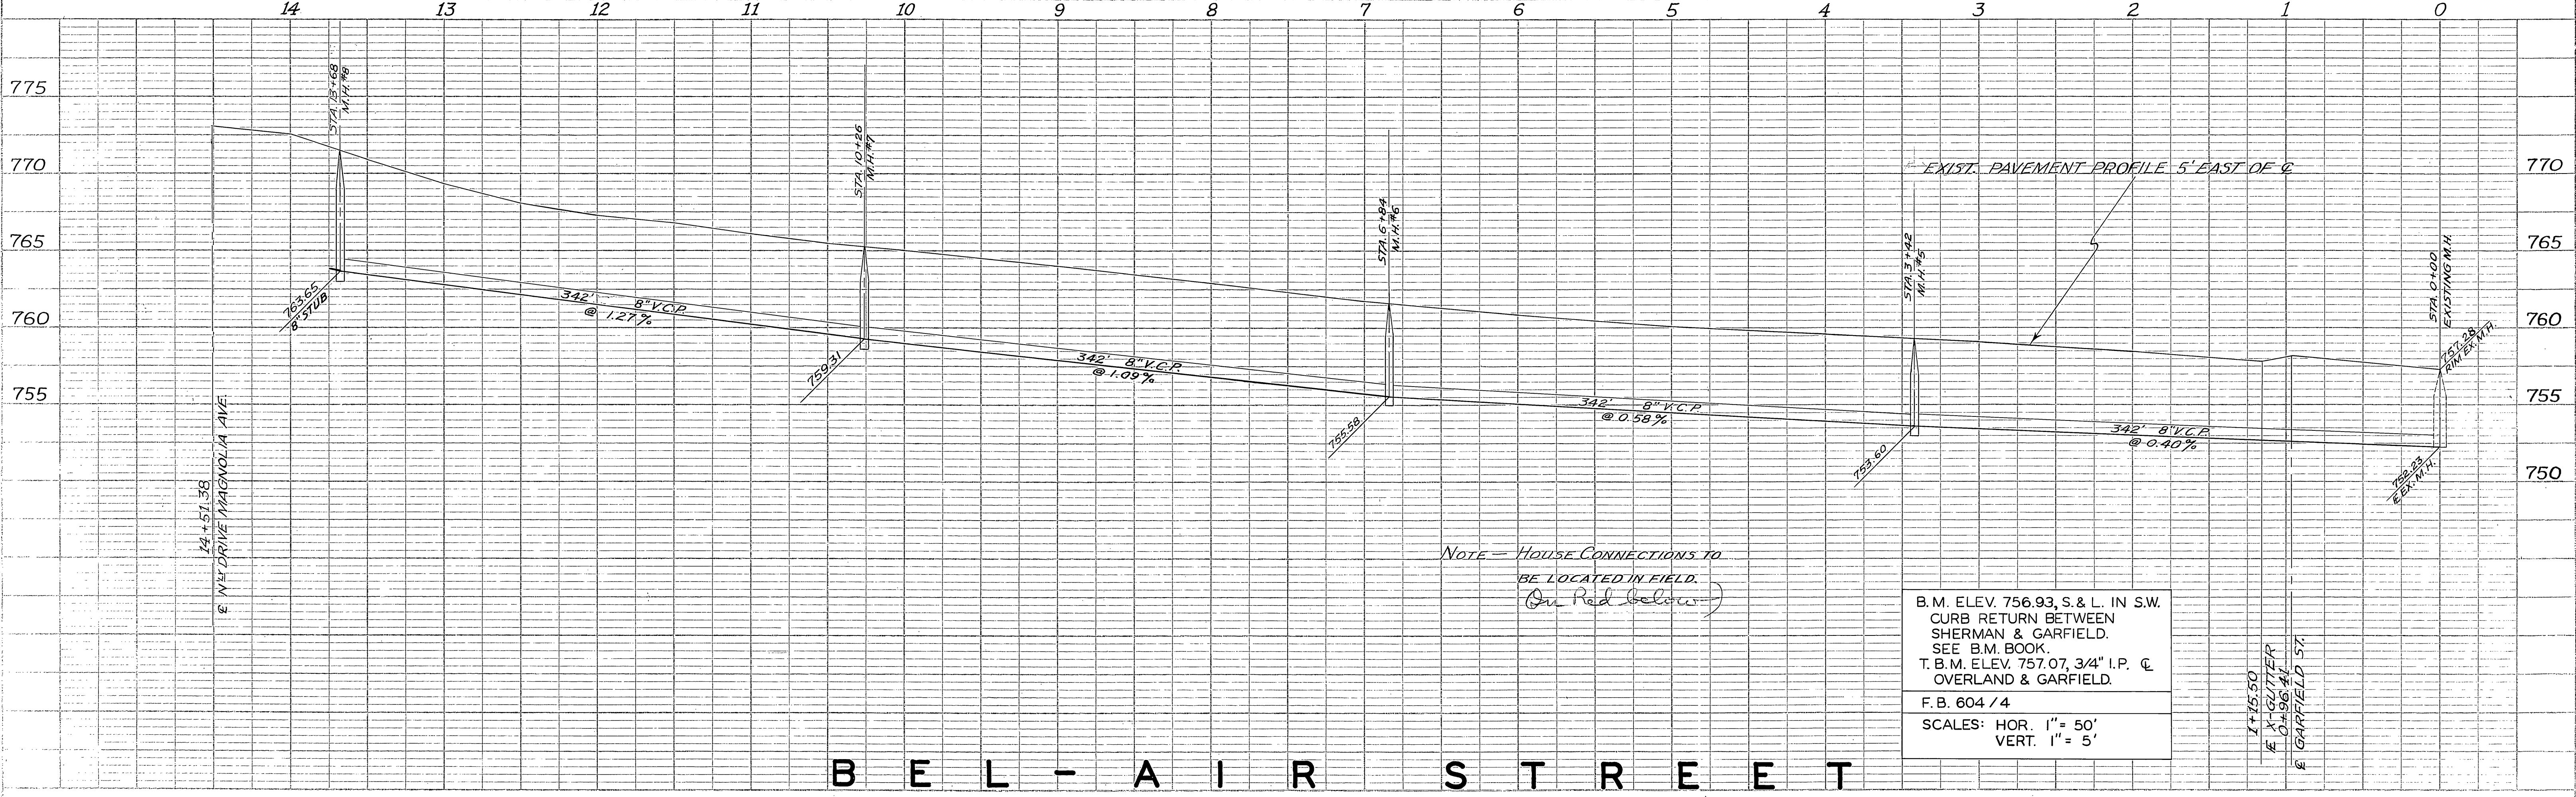 14 13 12 11 10 9 8 7 6 5 4 3 2 1 0
775
770
765
760
755
770
765
760
755
750
STA. 13+68
M.H. #8
STA. 10+26
M.H. #7
STA. 6+84
M.H. #6
STA. 3+42
M.H. #5
STA. 0+00
EXISTING M.H.
EXIST. PAVEMENT PROFILE 5' EAST OF ℄
757.28
RIM EX. M.H.
763.65
8" STUB
342' 8" V.C.P.
@ 1.27%
759.31
342' 8" V.C.P.
@ 1.09%
755.58
342' 8" V.C.P.
@ 0.58%
753.60
342' 8" V.C.P.
@ 0.40%
752.23
℄ EX. M.H.
14+51.38
℄ N'LY DRIVE MAGNOLIA AVE.
NOTE — HOUSE CONNECTIONS TO
BE LOCATED IN FIELD.
On Red below)
B.M. ELEV. 756.93, S.& L. IN S.W.
CURB RETURN BETWEEN
SHERMAN & GARFIELD.
SEE B.M. BOOK.
T.B.M. ELEV. 757.07, 3/4" I.P. ℄
OVERLAND & GARFIELD.
F.B. 604/4
SCALES: HOR. 1"= 50'
VERT. 1"= 5'
1+15.50
℄ X-GUTTER
0+96.41
℄ GARFIELD ST.
BEL-AIR STREET